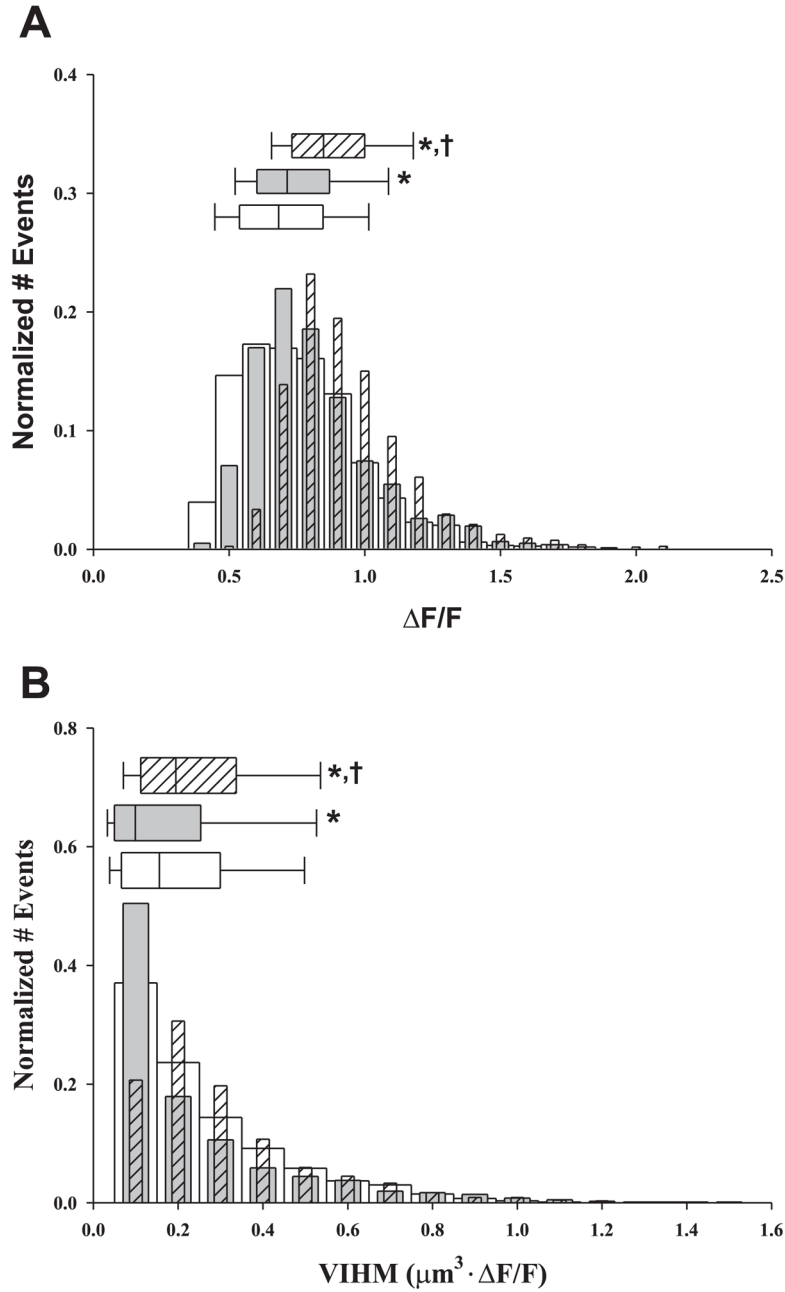 A
0.4
*,†
0.3
*
0.2
0.1
0.0
Normalized # Events
0.0 0.5 1.0 1.5 2.0 2.5
ΔF/F
B
0.8
*,†
*
0.6
0.4
0.2
0.0
Normalized # Events
0.0 0.2 0.4 0.6 0.8 1.0 1.2 1.4 1.6
VIHM (μm³ · ΔF/F)